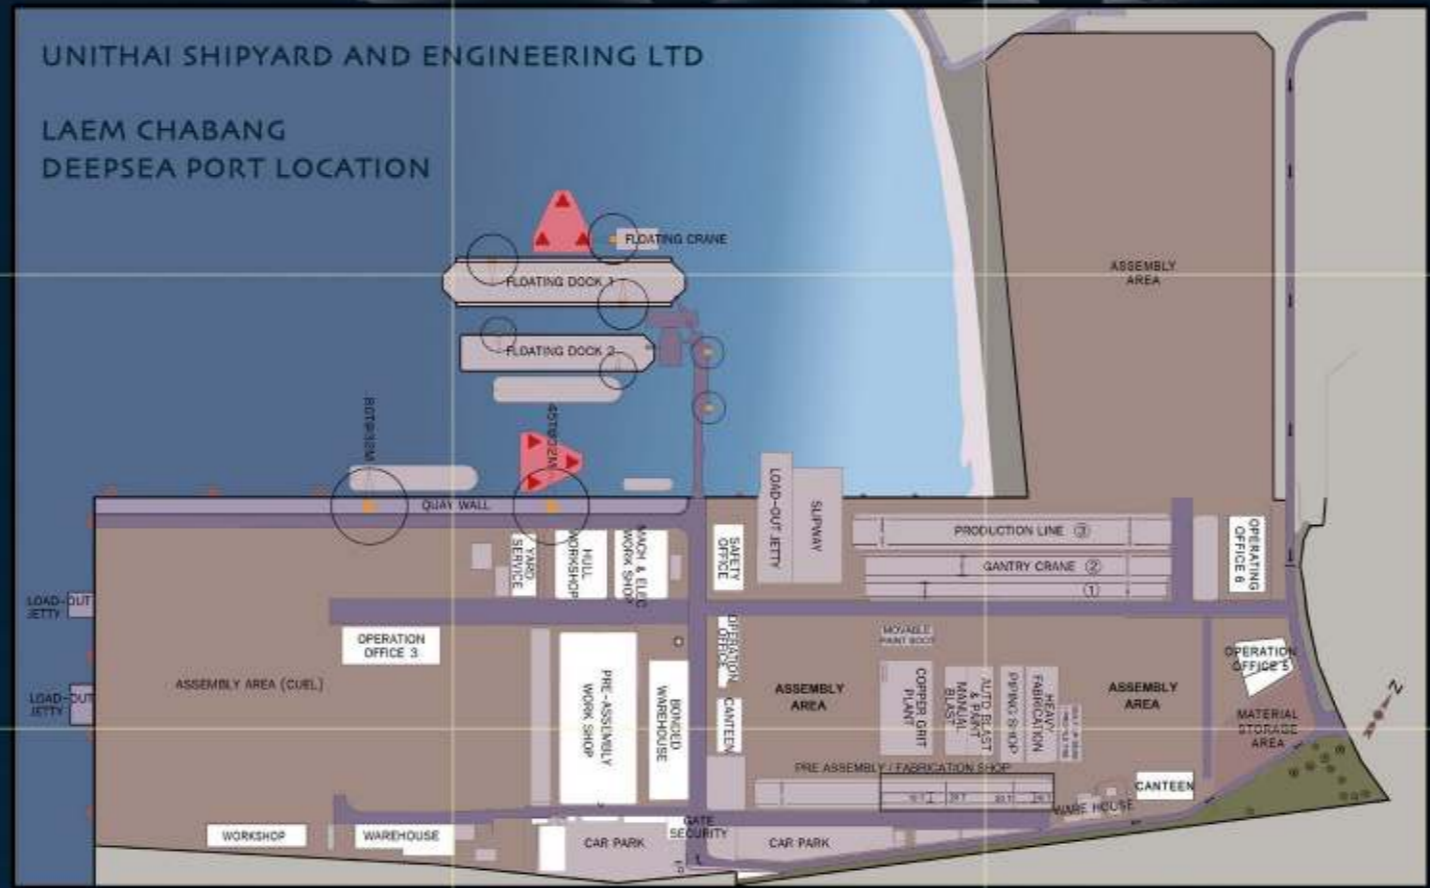 UNITHAI SHIPYARD AND ENGINEERING LTD
LAEM CHABANG
DEEPSEA PORT LOCATION
FLOATING CRANE
FLOATING DOCK 1
FLOATING DOCK 2
ASSEMBLY
AREA
80T@32M
45T@32M
QUAY WALL
LOAD-OUT JETTY
SLIPWAY
PRODUCTION LINE ③
GANTRY CRANE ②
①
OPERATING
OFFICE 6
YARD
SERVICE
HULL
WORKSHOP
MACH & ELEC
WORK SHOP
SAFETY
OFFICE
LOAD-OUT
JETTY
OPERATION
OFFICE 3
OPERATION
OFFICE
MOVABLE
PAINT BOOT
OPERATION
OFFICE 5
ASSEMBLY AREA (CUEL)
LOAD-OUT
JETTY
PRE-ASSEMBLY
WORK SHOP
BONDED
WAREHOUSE
CANTEEN
ASSEMBLY
AREA
COPPER GRIT
PLANT
AUTO BLAST
& PAINT
MANUAL
BLAST
PIPING SHOP
HEAVY
FABRICATION
ASSEMBLY
AREA
MATERIAL
STORAGE
AREA
N
PRE ASSEMBLY / FABRICATION SHOP
CANTEEN
WARE HOUSE
WORKSHOP
WAREHOUSE
CAR PARK
GATE
SECURITY
CAR PARK